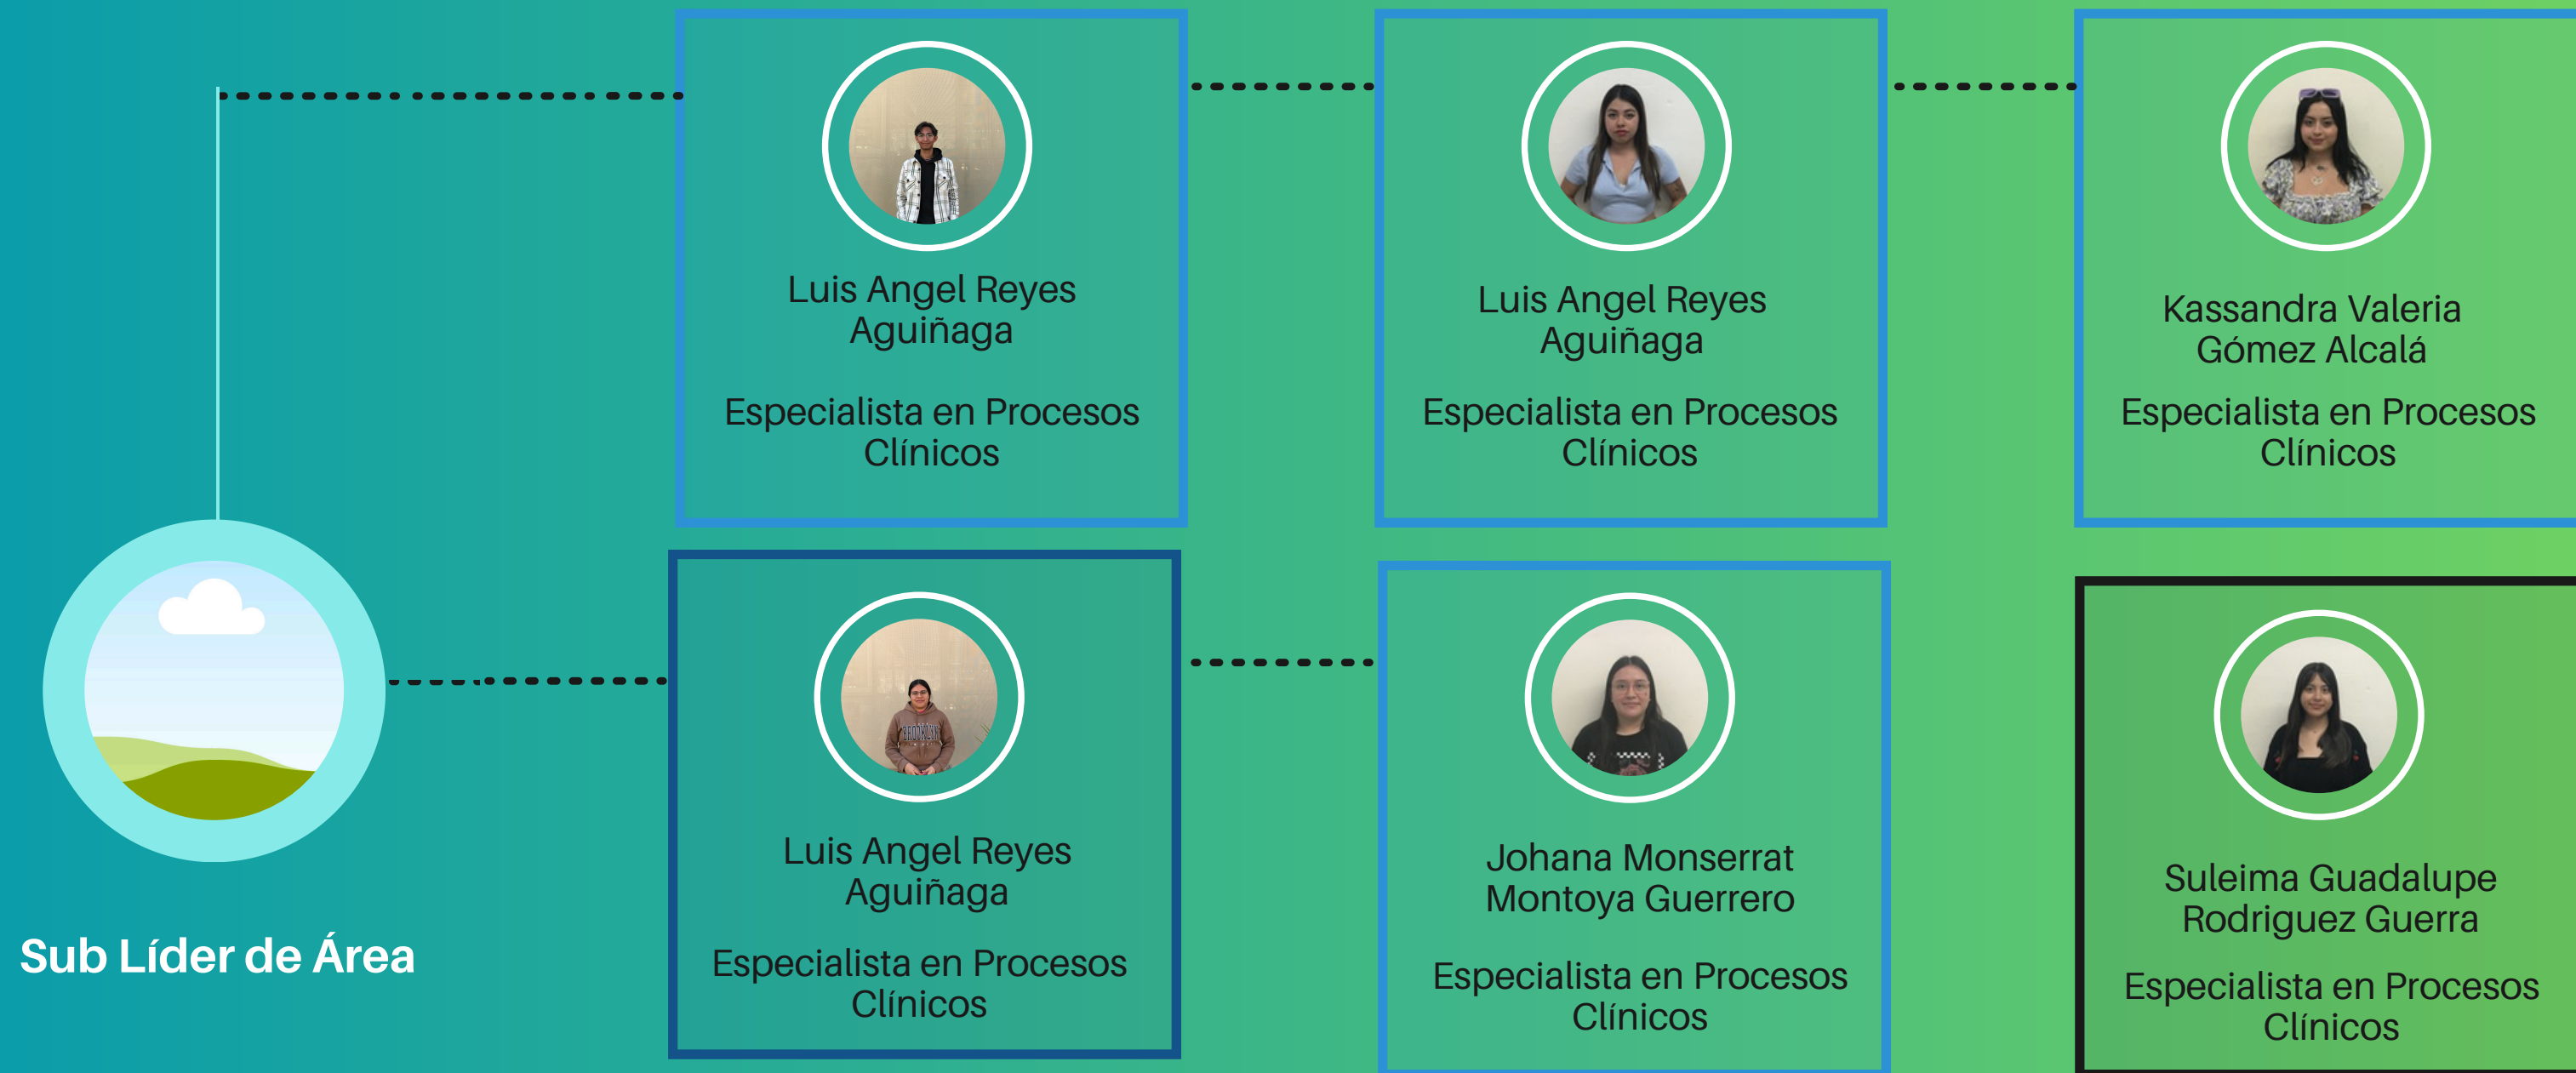 Luis Angel Reyes
Aguiñaga
Especialista en Procesos
Clínicos
Luis Angel Reyes
Aguiñaga
Especialista en Procesos
Clínicos
Kassandra Valeria
Gómez Alcalá
Especialista en Procesos
Clínicos
Sub Líder de Área
BROOKLYN
Luis Angel Reyes
Aguiñaga
Especialista en Procesos
Clínicos
Johana Monserrat
Montoya Guerrero
Especialista en Procesos
Clínicos
Suleima Guadalupe
Rodriguez Guerra
Especialista en Procesos
Clínicos